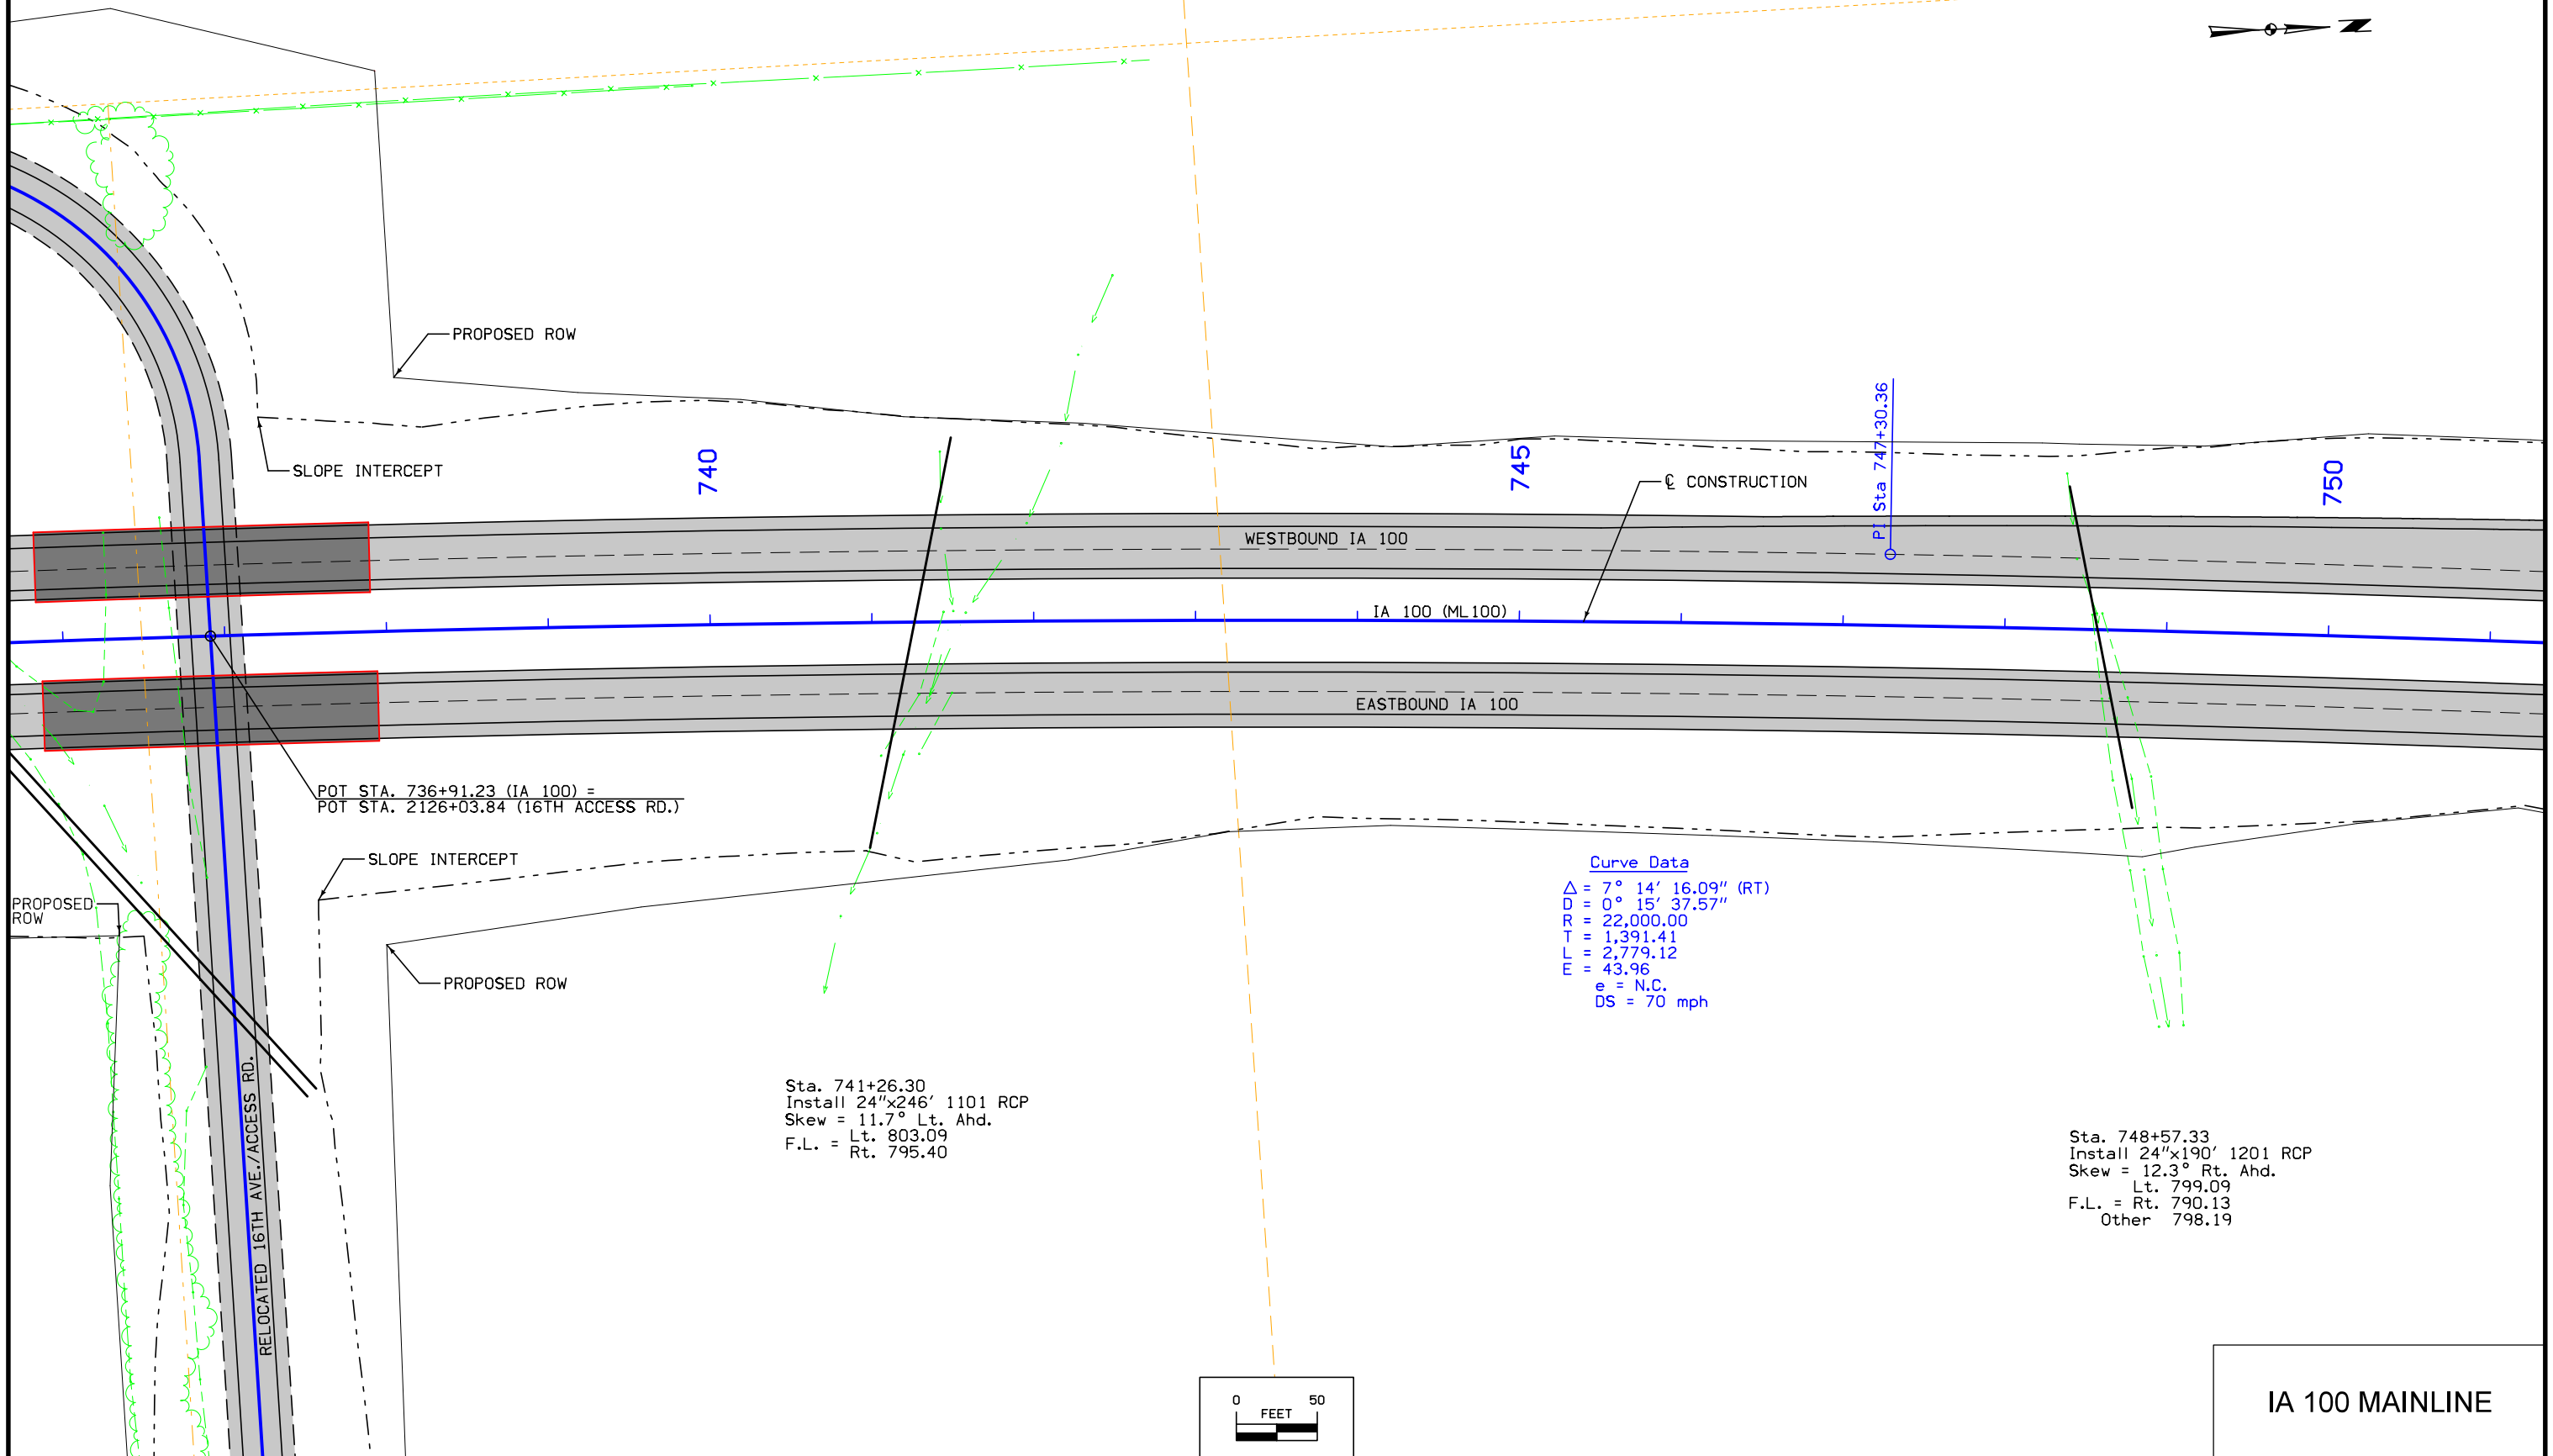 N
PROPOSED ROW
SLOPE INTERCEPT
740
745
PI Sta 747+30.36
750
℄ CONSTRUCTION
WESTBOUND IA 100
IA 100 (ML100)
EASTBOUND IA 100
POT STA. 736+91.23 (IA 100) =
POT STA. 2126+03.84 (16TH ACCESS RD.)
SLOPE INTERCEPT
PROPOSED
ROW
PROPOSED ROW
RELOCATED 16TH AVE./ACCESS RD.
Curve Data
Δ = 7° 14' 16.09" (RT)
D = 0° 15' 37.57"
R = 22,000.00
T = 1,391.41
L = 2,779.12
E = 43.96
e = N.C.
DS = 70 mph
Sta. 741+26.30
Install 24"x246' 1101 RCP
Skew = 11.7° Lt. Ahd.
Lt. 803.09
F.L. =
Rt. 795.40
Sta. 748+57.33
Install 24"x190' 1201 RCP
Skew = 12.3° Rt. Ahd.
Lt. 799.09
F.L. = Rt. 790.13
Other 798.19
0 50
FEET
IA 100 MAINLINE